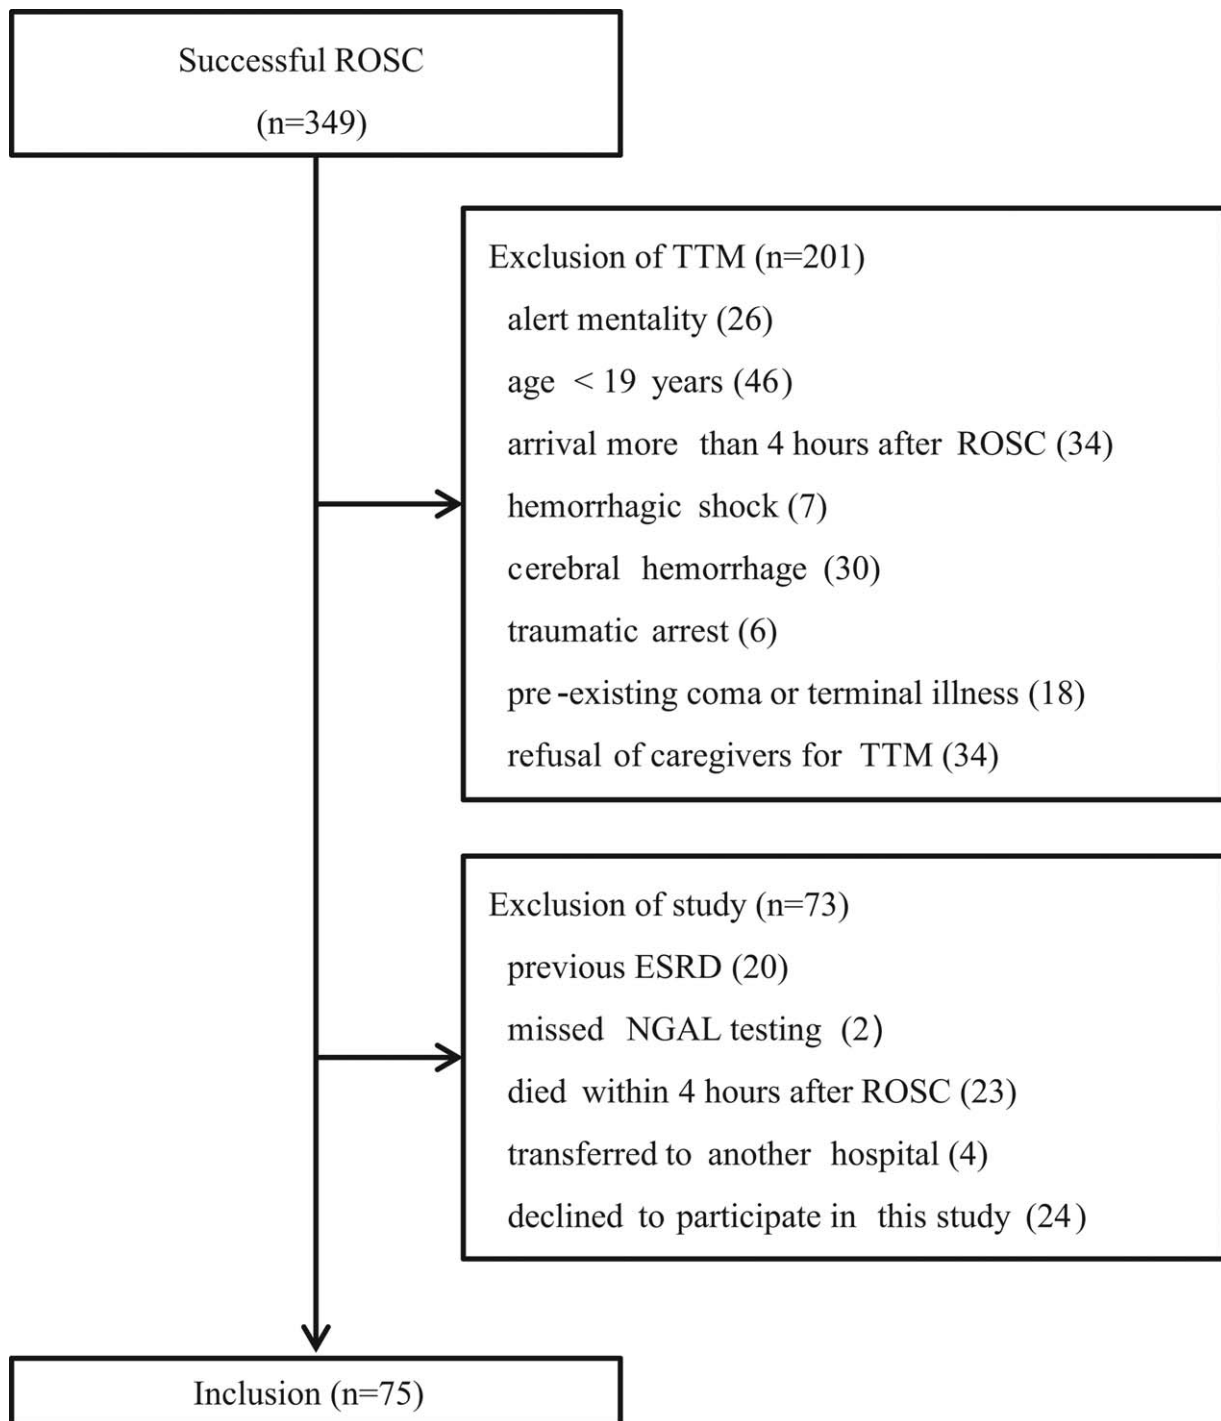 Successful ROSC
(n=349)
Exclusion of TTM (n=201)
alert mentality (26)
age < 19 years (46)
arrival more than 4 hours after ROSC (34)
hemorrhagic shock (7)
cerebral hemorrhage (30)
traumatic arrest (6)
pre-existing coma or terminal illness (18)
refusal of caregivers for TTM (34)
Exclusion of study (n=73)
previous ESRD (20)
missed NGAL testing (2)
died within 4 hours after ROSC (23)
transferred to another hospital (4)
declined to participate in this study (24)
Inclusion (n=75)